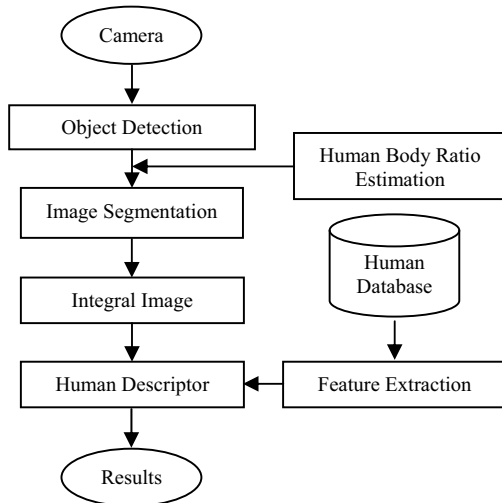 Camera
Object Detection
Human Body Ratio
Estimation
Image Segmentation
Human
Database
Integral Image
Human Descriptor
Feature Extraction
Results